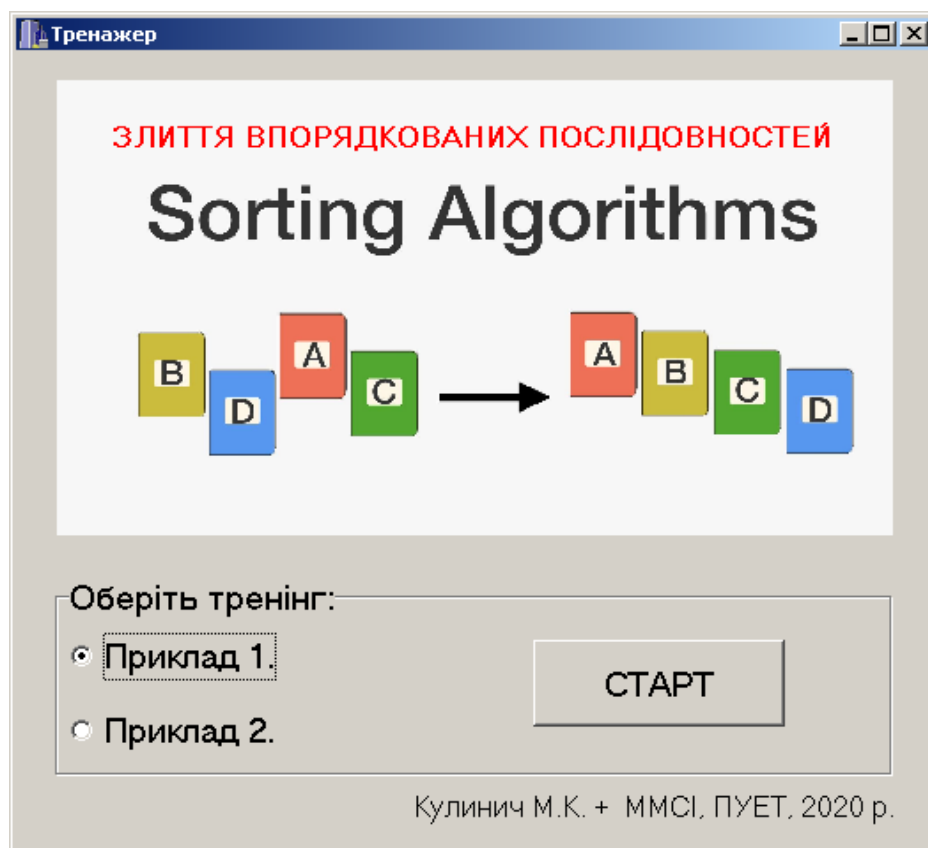 Тренажер
ЗЛИТТЯ ВПОРЯДКОВАНИХ ПОСЛІДОВНОСТЕЙ
Sorting Algorithms
B D A C A B C D
Оберіть тренінг:
Приклад 1.
СТАРТ
Приклад 2.
Кулинич М.К. + ММСІ, ПУЕТ, 2020 р.